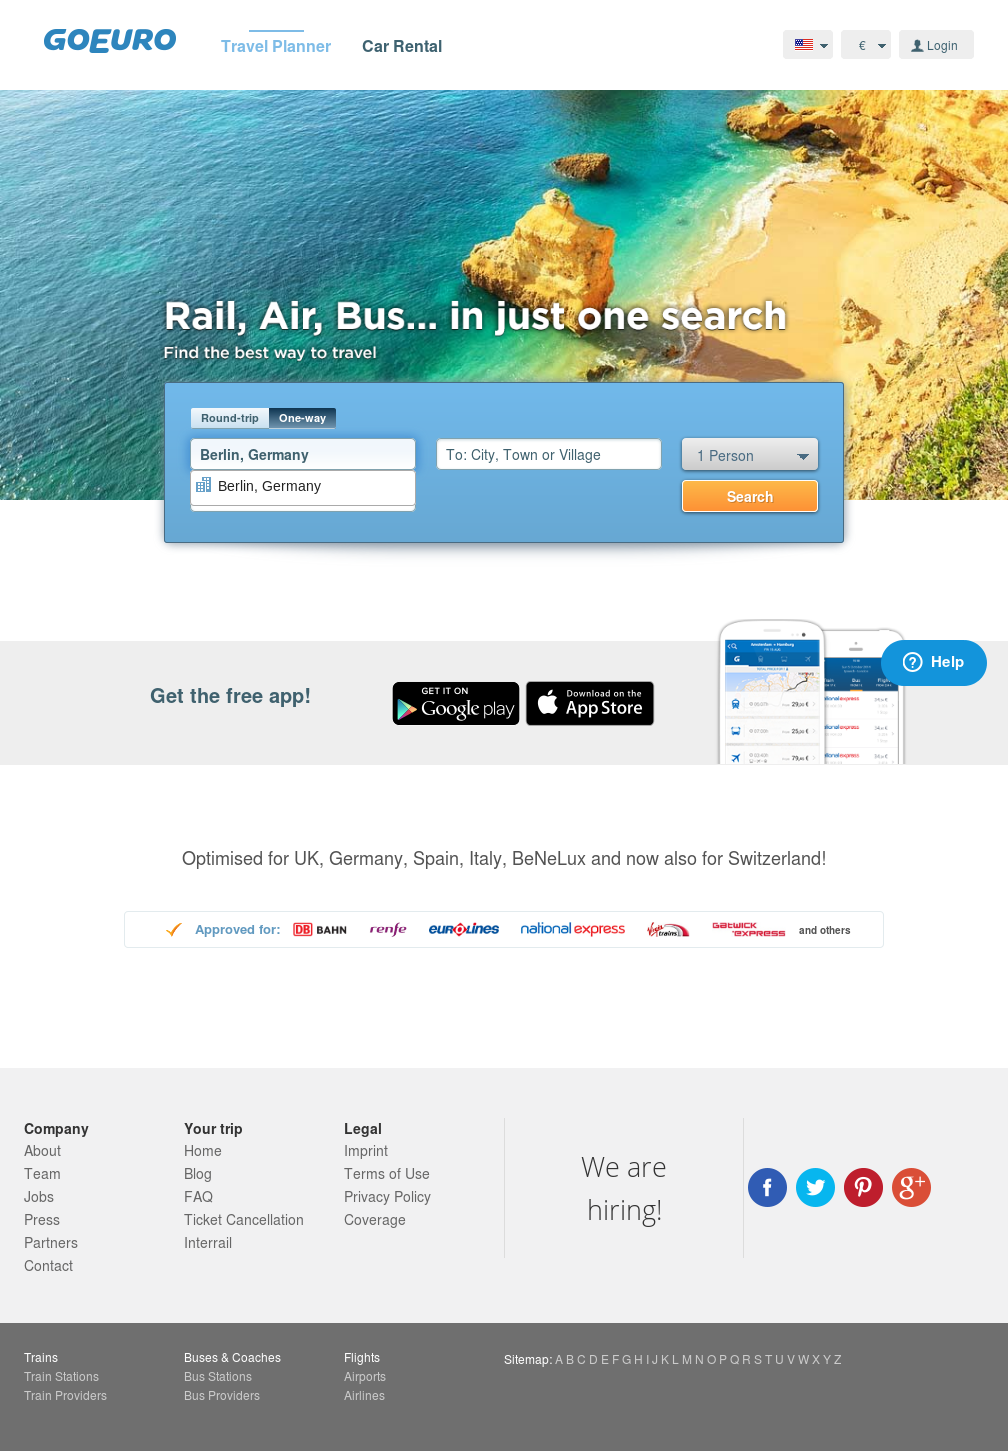 GOEURO
Travel Planner
Car Rental
€
Login
Rail, Air, Bus... in just one search
Find the best way to travel
Round-trip
One-way
Berlin, Germany
To: City, Town or Village
1 Person
Berlin, Germany
Search
Get the free app!
GET IT ON
Google play
Download on the
App Store
Help
Optimised for UK, Germany, Spain, Italy, BeNeLux and now also for Switzerland!
Approved for:
DB BAHN
renfe
EUROLINES
national express
Virgin trains
GATWICK EXPRESS
and others
Company
About
Team
Jobs
Press
Partners
Contact
Your trip
Home
Blog
FAQ
Ticket Cancellation
Interrail
Legal
Imprint
Terms of Use
Privacy Policy
Coverage
We are
hiring!
Trains
Train Stations
Train Providers
Buses & Coaches
Bus Stations
Bus Providers
Flights
Airports
Airlines
Sitemap: A B C D E F G H I J K L M N O P Q R S T U V W X Y Z